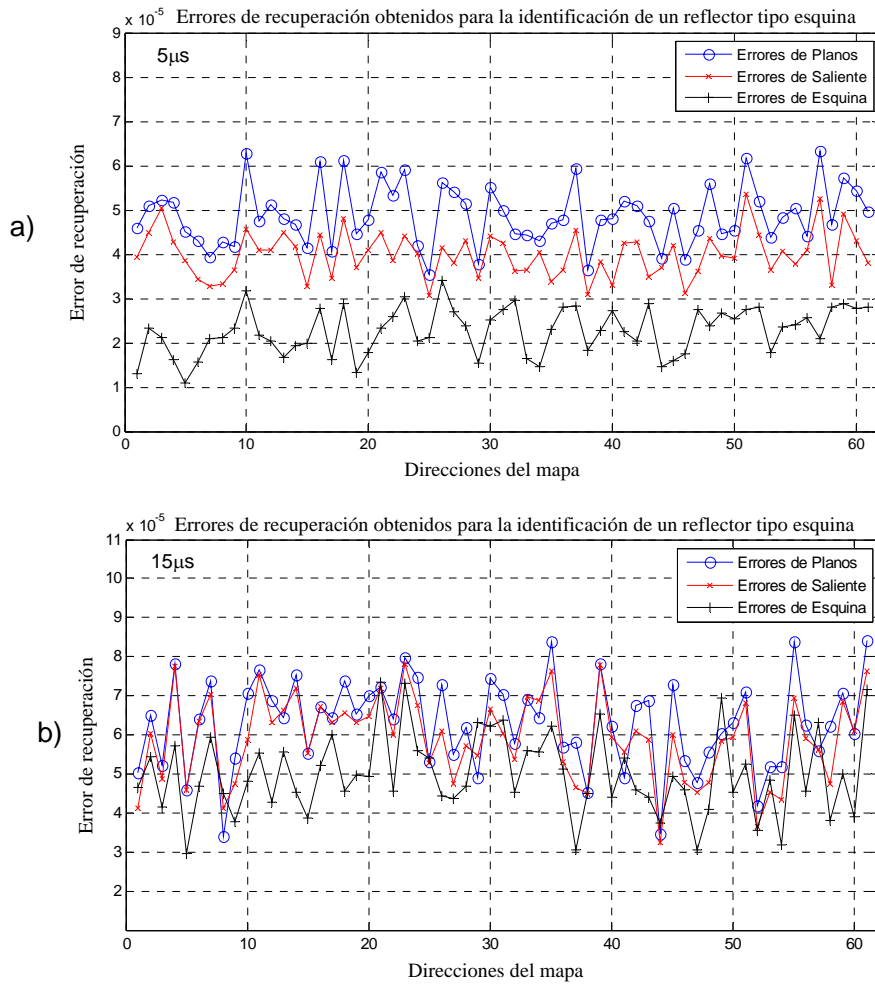 x 10⁻⁵ Errores de recuperación obtenidos para la identificación de un reflector tipo esquina
9
5μs
Errores de Planos
Errores de Saliente
Errores de Esquina
8
7
6
5
4
3
2
1
0
Error de recuperación
a)
0 10 20 30 40 50 60
Direcciones del mapa
x 10⁻⁵ Errores de recuperación obtenidos para la identificación de un reflector tipo esquina
11
15μs
Errores de Planos
Errores de Saliente
Errores de Esquina
10
9
8
7
6
5
4
3
2
Error de recuperación
b)
0 10 20 30 40 50 60
Direcciones del mapa